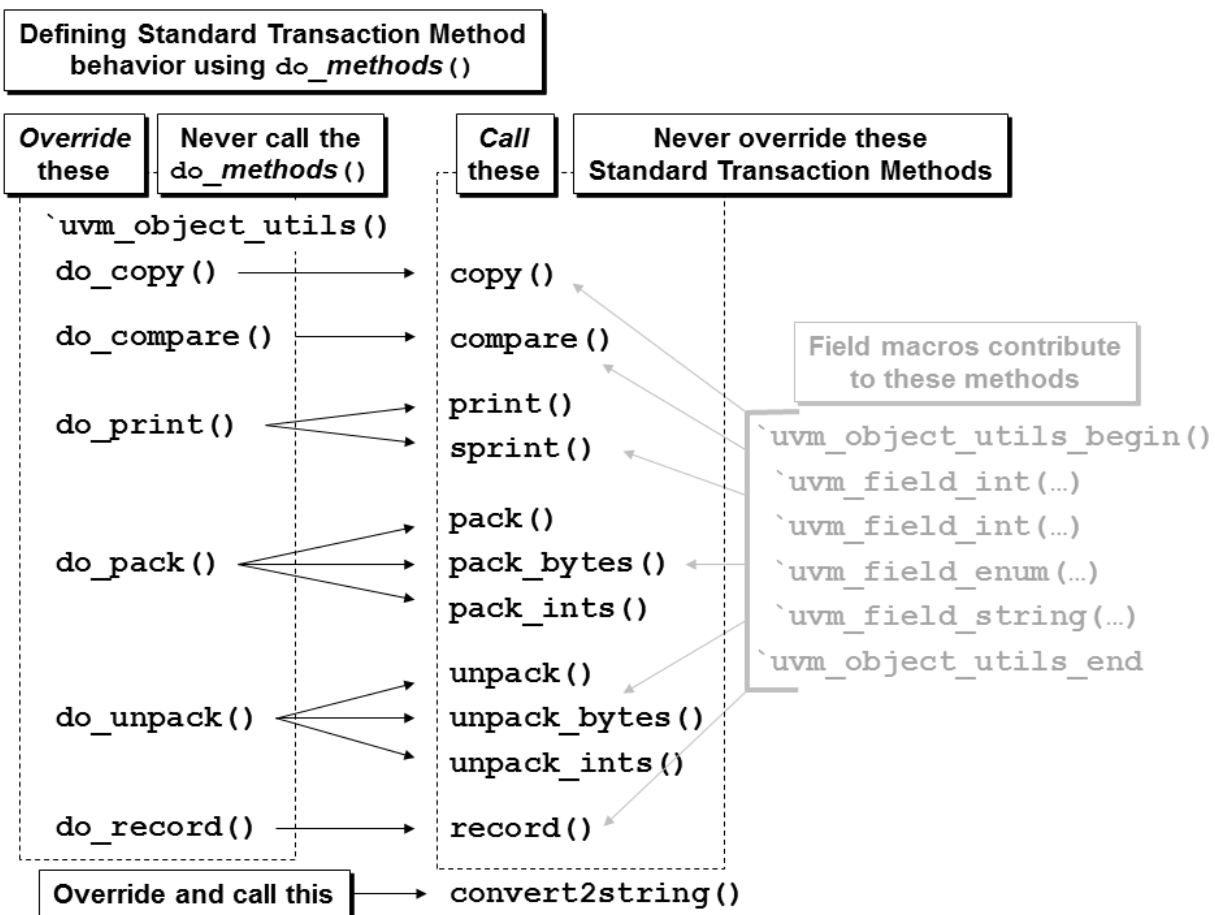 Defining Standard Transaction Method
behavior using do_methods()
Override
these
Never call the
do_methods()
Call
these
Never override these
Standard Transaction Methods
`uvm_object_utils()
do_copy()
copy()
do_compare()
compare()
do_print()
print()
sprint()
do_pack()
pack()
pack_bytes()
pack_ints()
do_unpack()
unpack()
unpack_bytes()
unpack_ints()
do_record()
record()
Override and call this
convert2string()
Field macros contribute
to these methods
`uvm_object_utils_begin()
`uvm_field_int(…)
`uvm_field_int(…)
`uvm_field_enum(…)
`uvm_field_string(…)
`uvm_object_utils_end